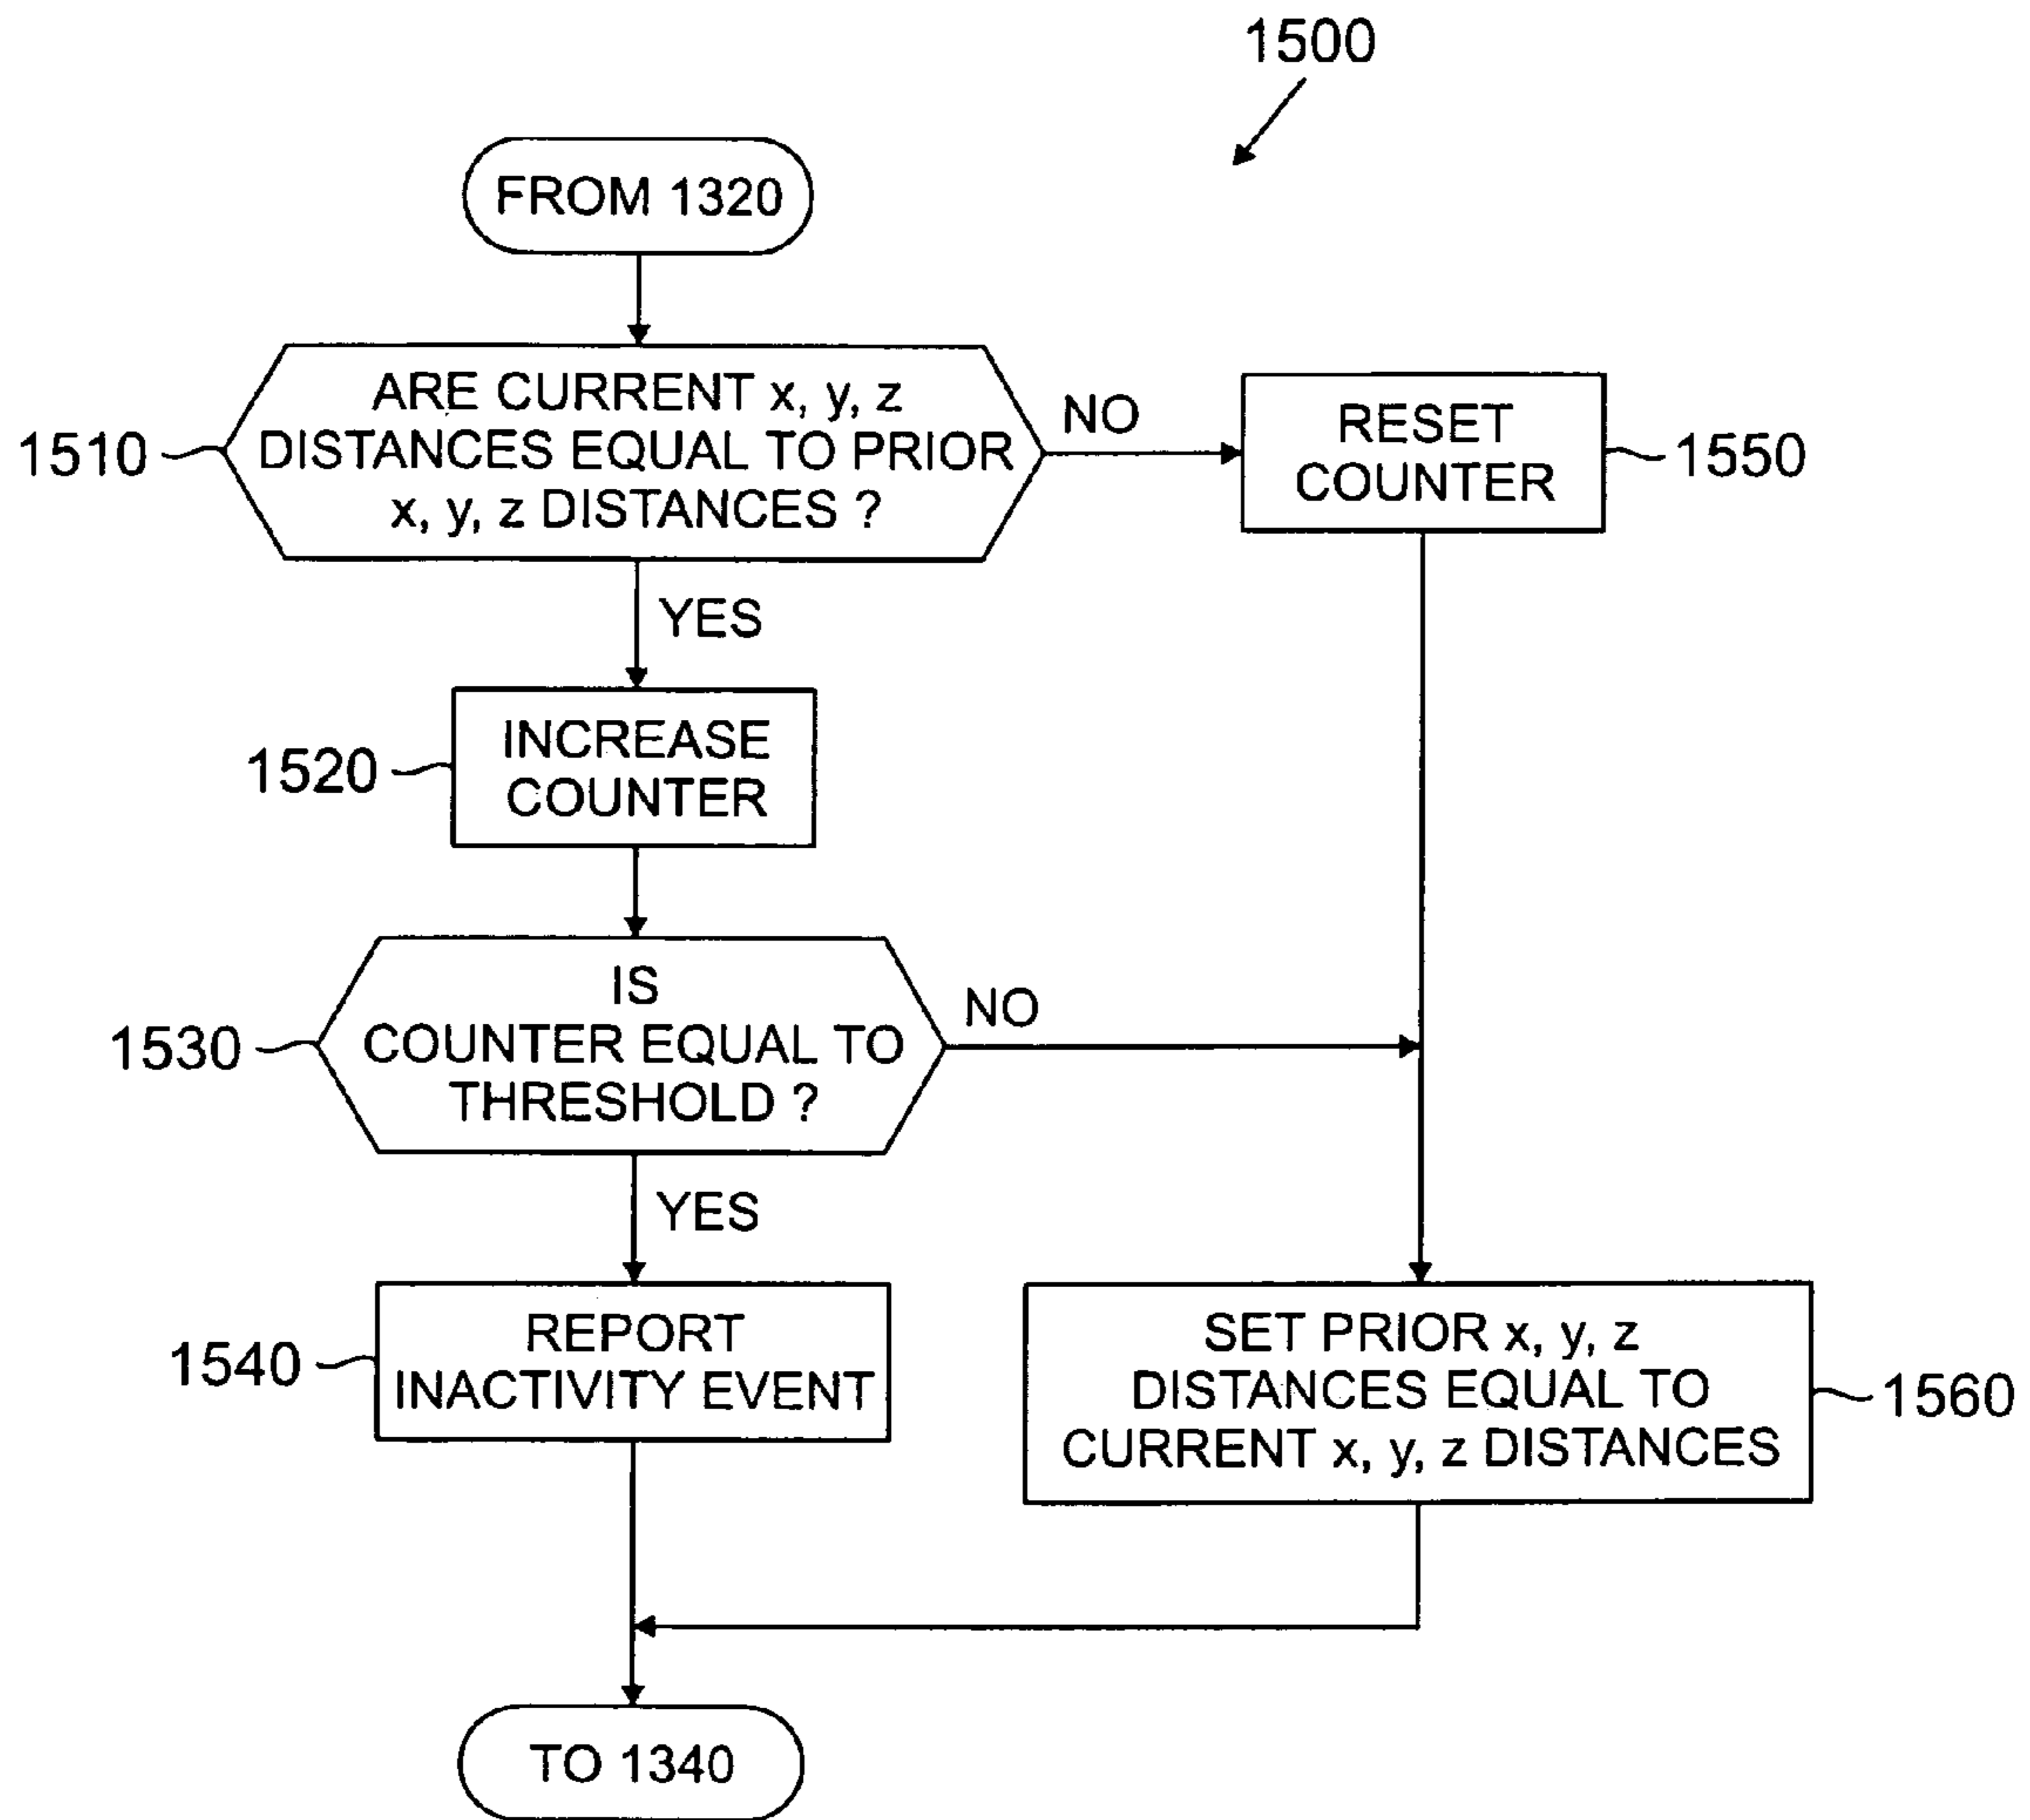 1500
FROM 1320
1510
ARE CURRENT x, y, z
DISTANCES EQUAL TO PRIOR
x, y, z DISTANCES ?
NO
RESET
COUNTER
1550
YES
1520
INCREASE
COUNTER
1530
IS
COUNTER EQUAL TO
THRESHOLD ?
NO
YES
1540
REPORT
INACTIVITY EVENT
SET PRIOR x, y, z
DISTANCES EQUAL TO
CURRENT x, y, z DISTANCES
1560
TO 1340